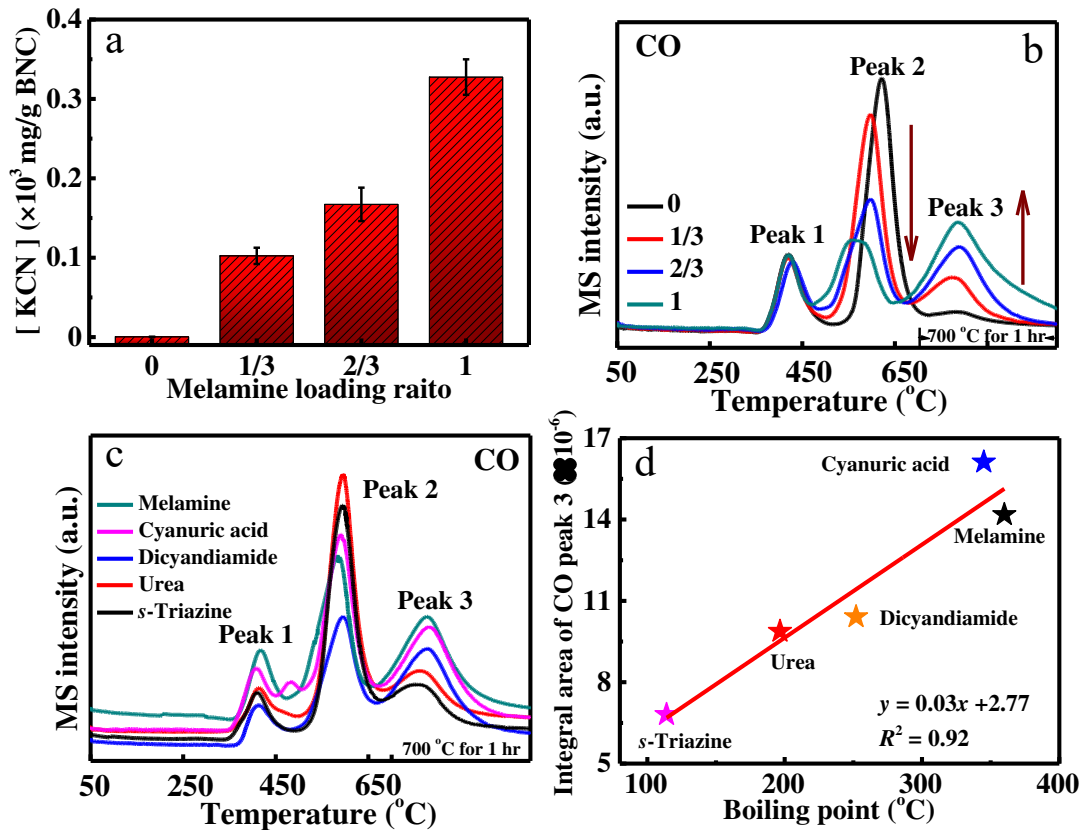 a
[ KCN ] (×10³ mg/g BNC)
0.4
0.3
0.2
0.1
0
0 1/3 2/3 1
Melamine loading raito
b
CO
MS intensity (a.u.)
Peak 1
Peak 2
Peak 3
0
1/3
2/3
1
700 °C for 1 hr
50 250 450 650
Temperature (°C)
c
CO
MS intensity (a.u.)
Melamine
Cyanuric acid
Dicyandiamide
Urea
s-Triazine
Peak 1
Peak 2
Peak 3
700 °C for 1 hr
50 250 450 650
Temperature (°C)
d
Integral area of CO peak 3 ( 10⁻⁶)
17
14
11
8
5
Cyanuric acid
Melamine
Dicyandiamide
Urea
s-Triazine
y = 0.03x +2.77
R² = 0.92
100 200 300 400
Boiling point (°C)